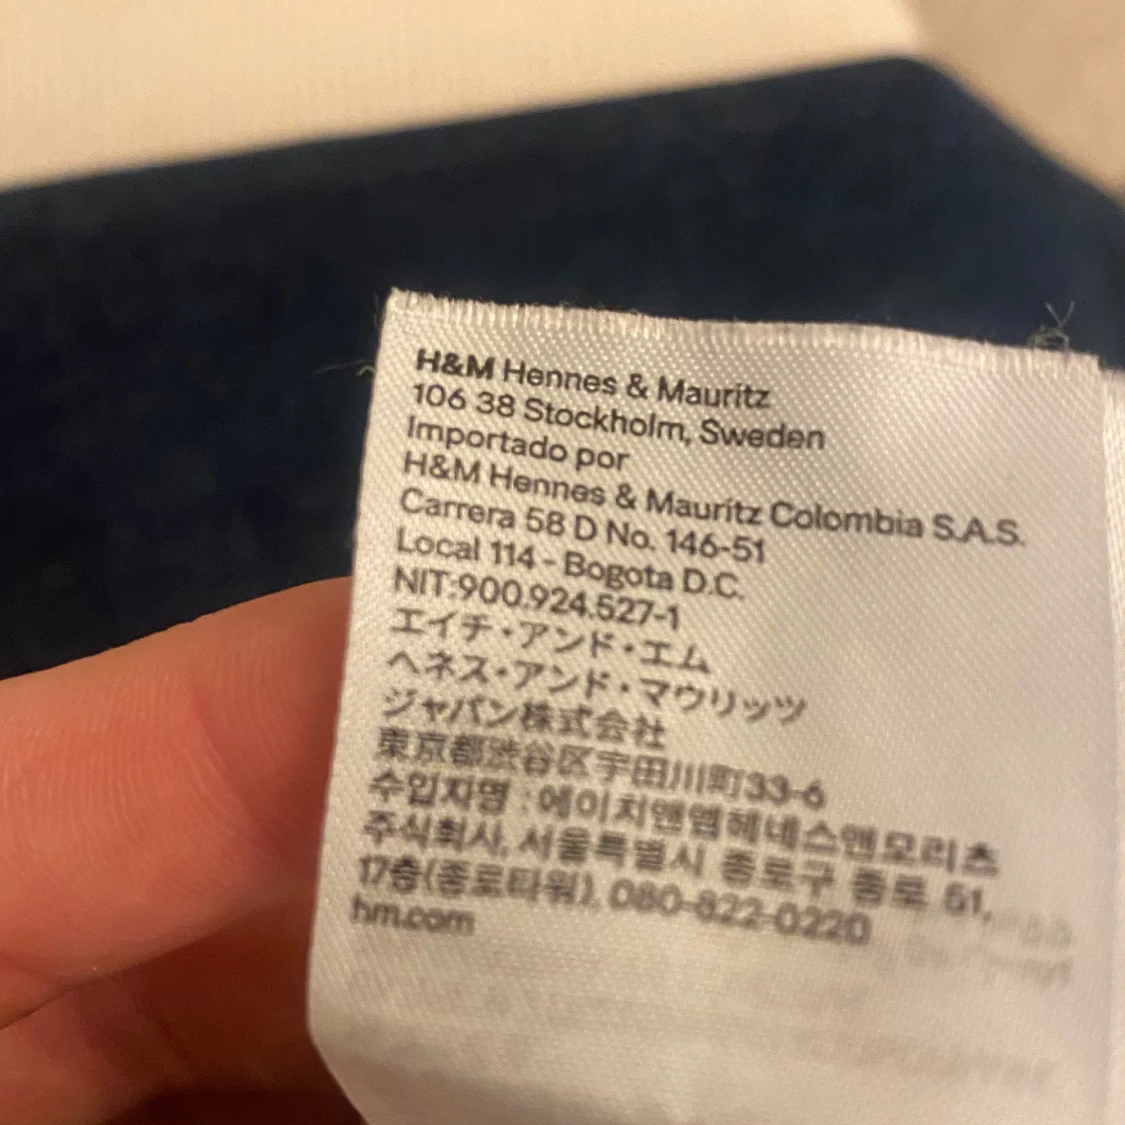 H&M Hennes & Mauritz
106 38 Stockholm, Sweden
Importado por
H&M Hennes & Mauritz Colombia S.A.S.
Carrera 58 D No. 146-51
Local 114 - Bogota D.C.
NIT:900.924.527-1
エイチ・アンド・エム
ヘネス・アンド・マウリッツ
ジャパン株式会社
東京都渋谷区宇田川町33-6
수입자명 : 에이치앤엠헤네스앤모리츠
주식회사, 서울특별시 종로구 종로 51,
17층(종로타워). 080-822-0220
hm.com